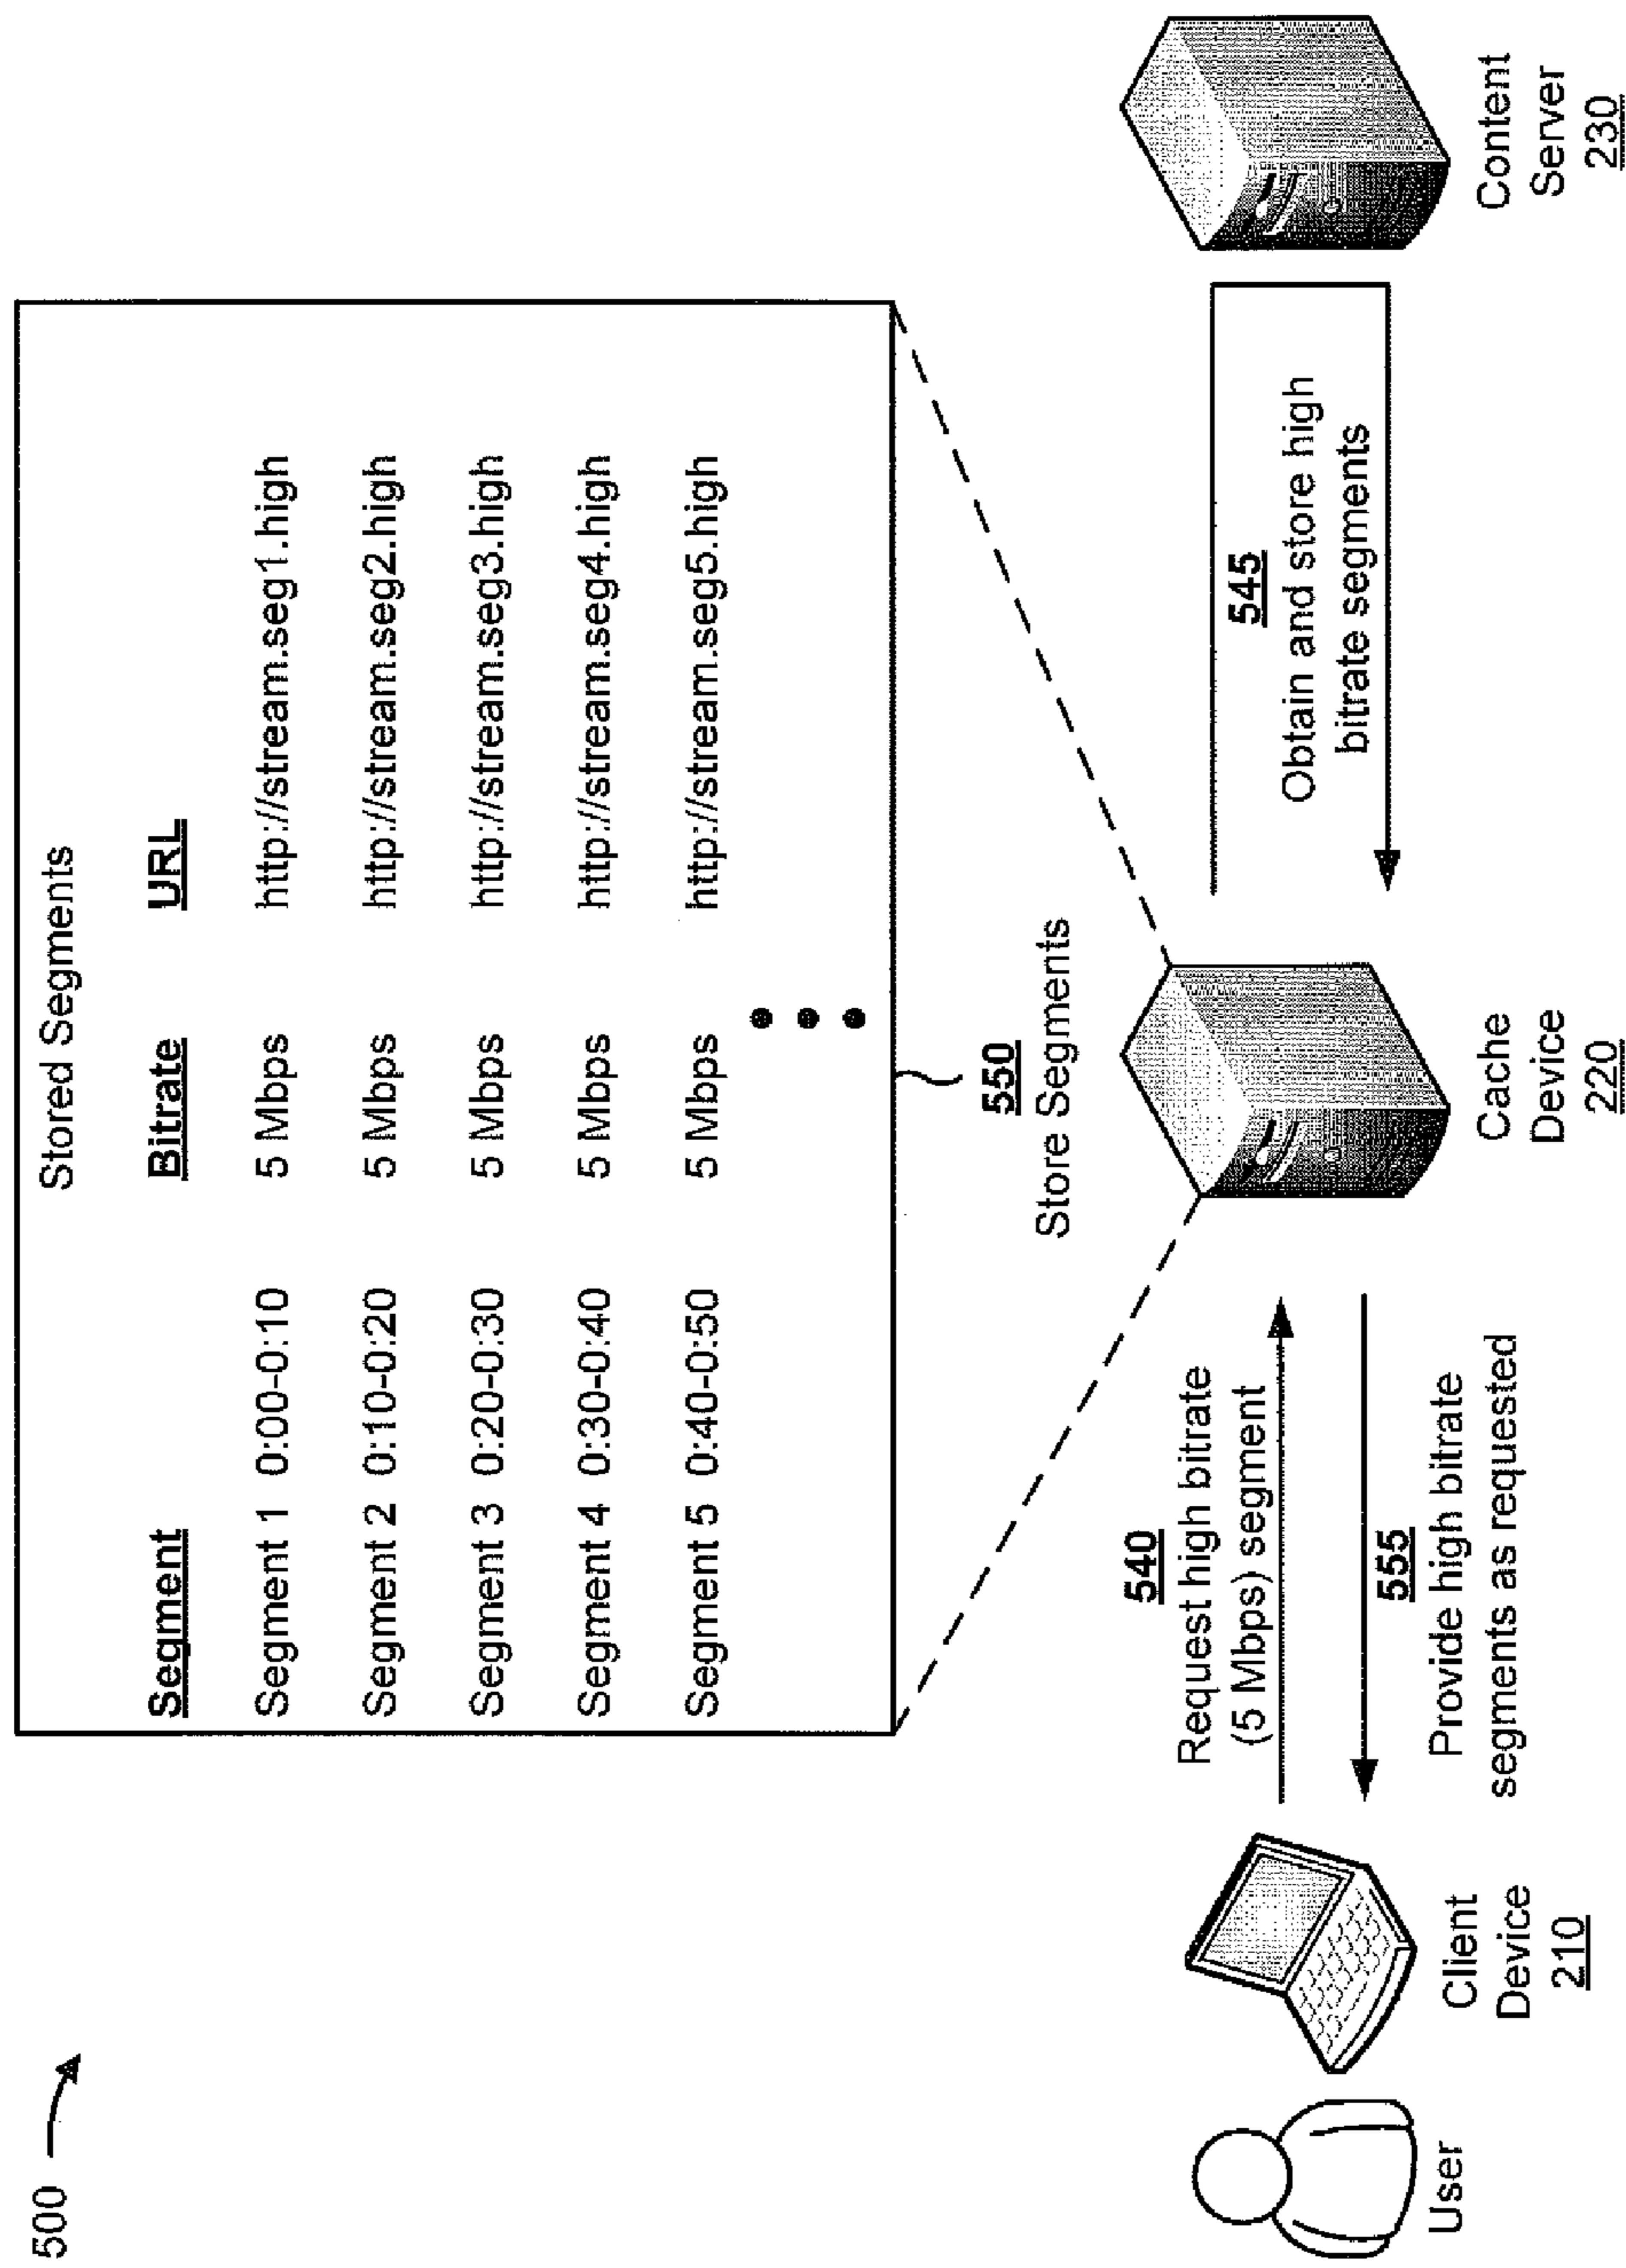 500
Stored Segments
Segment Bitrate URL
Segment 1 0:00-0:10 5 Mbps http://stream.seg1.high
Segment 2 0:10-0:20 5 Mbps http://stream.seg2.high
Segment 3 0:20-0:30 5 Mbps http://stream.seg3.high
Segment 4 0:30-0:40 5 Mbps http://stream.seg4.high
Segment 5 0:40-0:50 5 Mbps http://stream.seg5.high
550
Store Segments
540
Request high bitrate
(5 Mbps) segment
555
Provide high bitrate
segments as requested
545
Obtain and store high
bitrate segments
User
Client
Device
210
Cache
Device
220
Content
Server
230